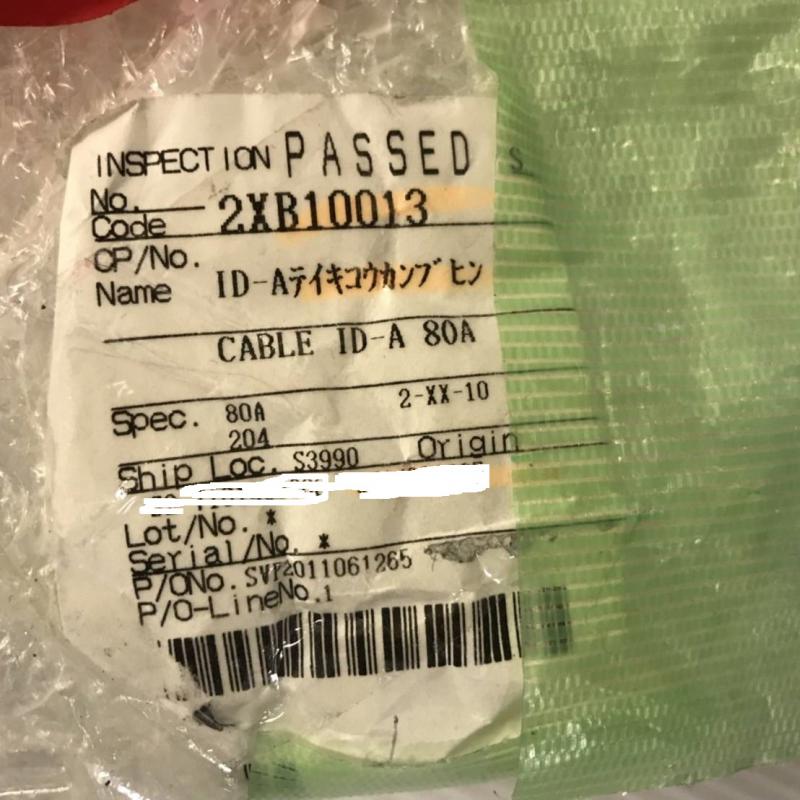 INSPECTION PASSED S
No.
Code 2XB10013
CP/No.
Name ID-Aテイキコウカンブヒン
CABLE ID-A 80A
Spec. 80A 2-XX-10
204
Ship Loc. S3990 Origin
Lot/No. *
Serial/No. *
P/ONo. SVP2011061265
P/O-LineNo.1